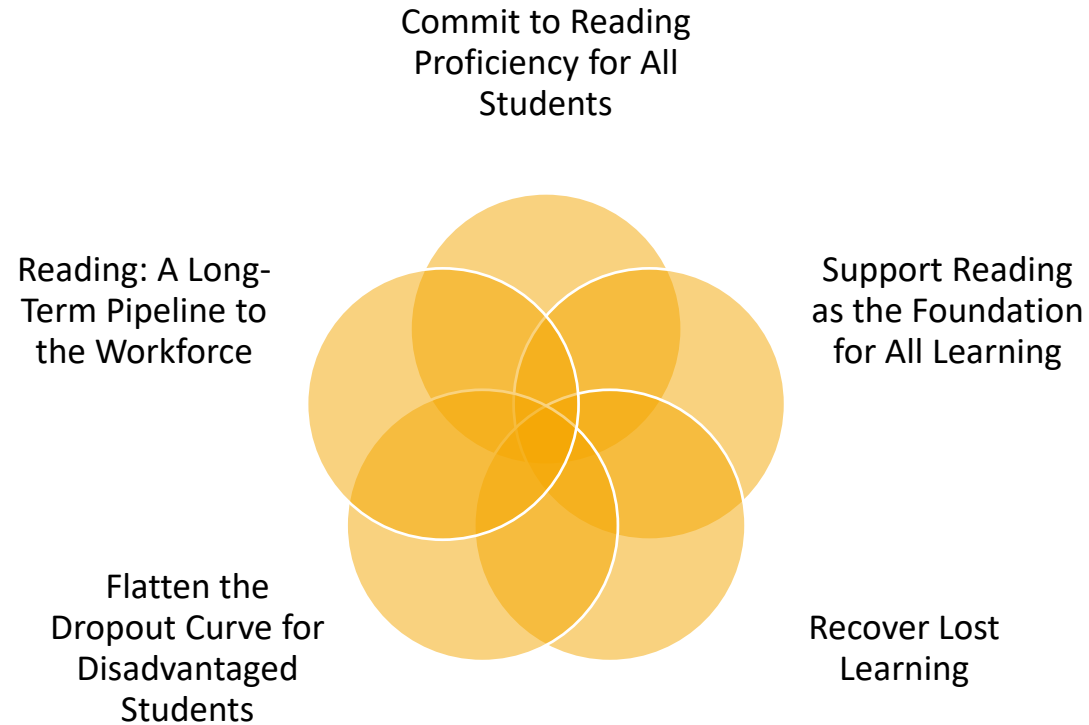 Commit to Reading
Proficiency for All
Students
Reading: A Long-
Term Pipeline to
the Workforce
Support Reading
as the Foundation
for All Learning
Flatten the
Dropout Curve for
Disadvantaged
Students
Recover Lost
Learning